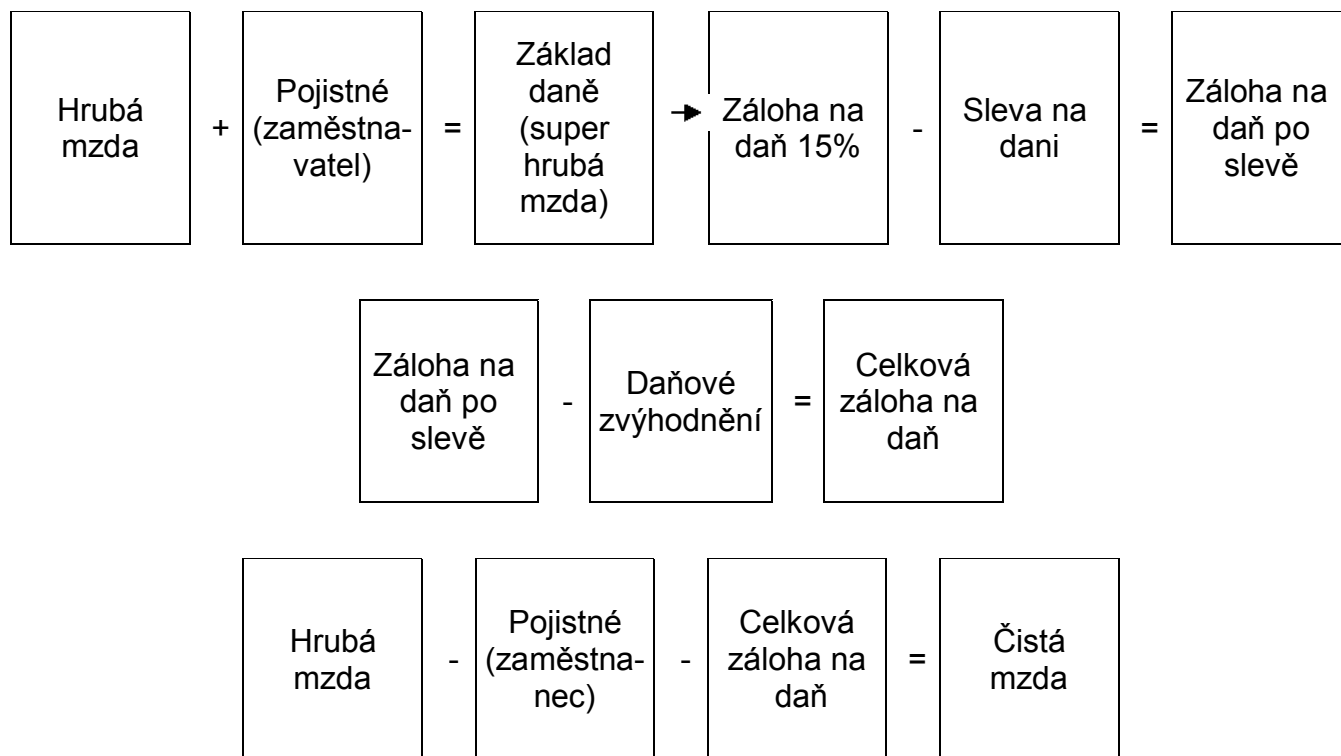 Hrubá
mzda
+
Pojistné
(zaměstna-
vatel)
=
Základ
daně
(super
hrubá
mzda)
Záloha na
daň 15%
-
Sleva na
dani
=
Záloha na
daň po
slevě
Záloha na
daň po
slevě
-
Daňové
zvýhodnění
=
Celková
záloha na
daň
Hrubá
mzda
-
Pojistné
(zaměstna-
nec)
-
Celková
záloha na
daň
=
Čistá
mzda